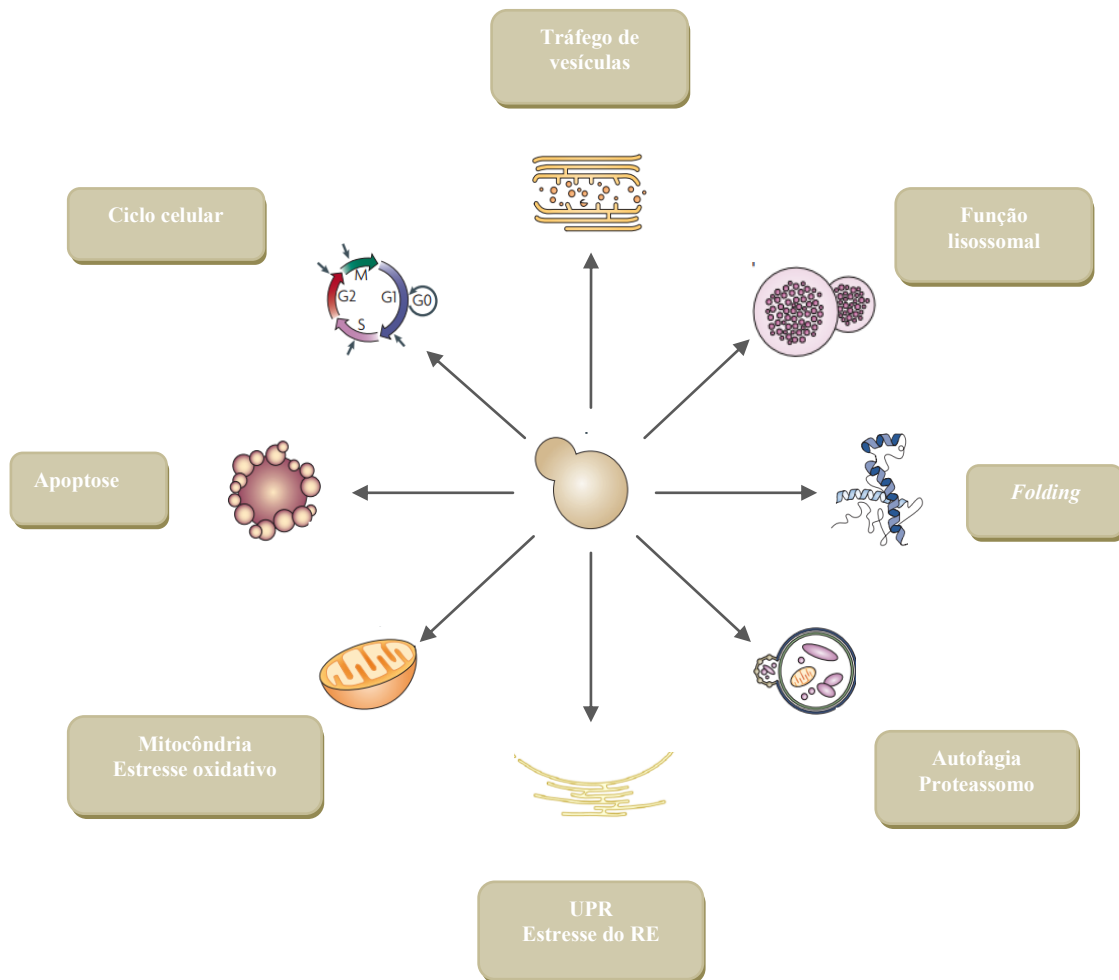 Tráfego de
vesículas
Ciclo celular
Função
lisossomal
M
G2
G1
G0
S
Apoptose
Folding
Mitocôndria
Estresse oxidativo
Autofagia
Proteassomo
UPR
Estresse do RE